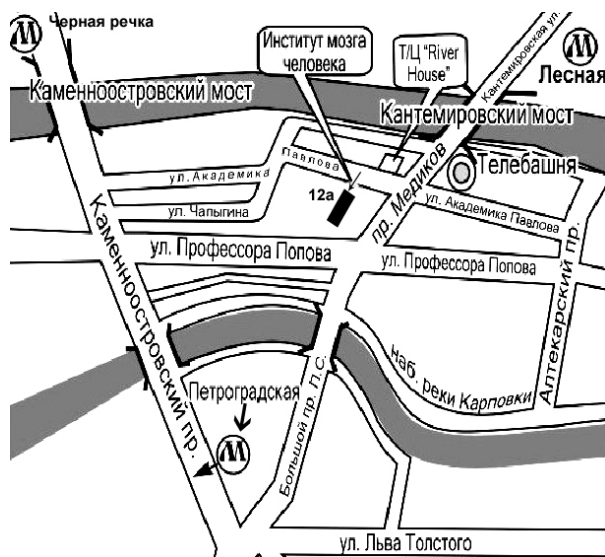 Черная речка
Институт мозга
человека
Т/Ц "River
House"
Кантемировская ул.
Лесная
Каменноостровский мост
Кантемировский мост
Телебашня
ул. Академика
Павлова
12а
пр. Медиков
ул. Академика Павлова
ул. Чапыгина
ул. Профессора Попова
ул. Профессора Попова
Каменноостровский пр.
Аптекарский пр.
наб. реки Карповки
Петроградская
Большой пр. П.С.
ул. Льва Толстого